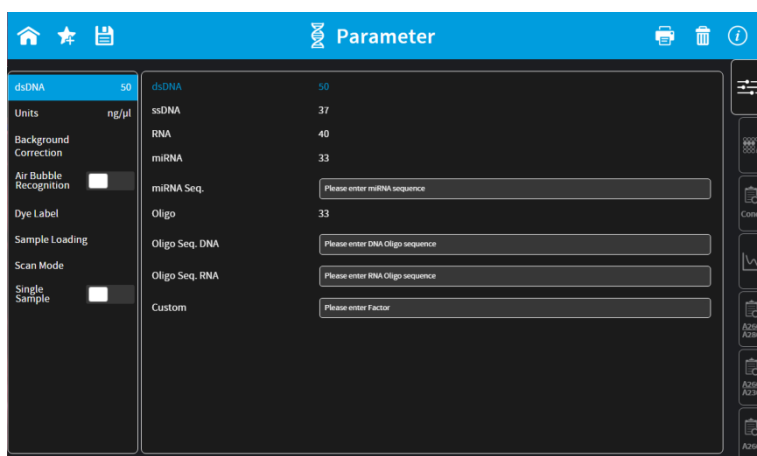 Parameter
dsDNA 50
Units ng/µl
Background
Correction
Air Bubble
Recognition
Dye Label
Sample Loading
Scan Mode
Single
Sample
dsDNA 50
ssDNA 37
RNA 40
miRNA 33
miRNA Seq. Please enter miRNA sequence
Oligo 33
Oligo Seq. DNA Please enter DNA Oligo sequence
Oligo Seq. RNA Please enter RNA Oligo sequence
Custom Please enter Factor